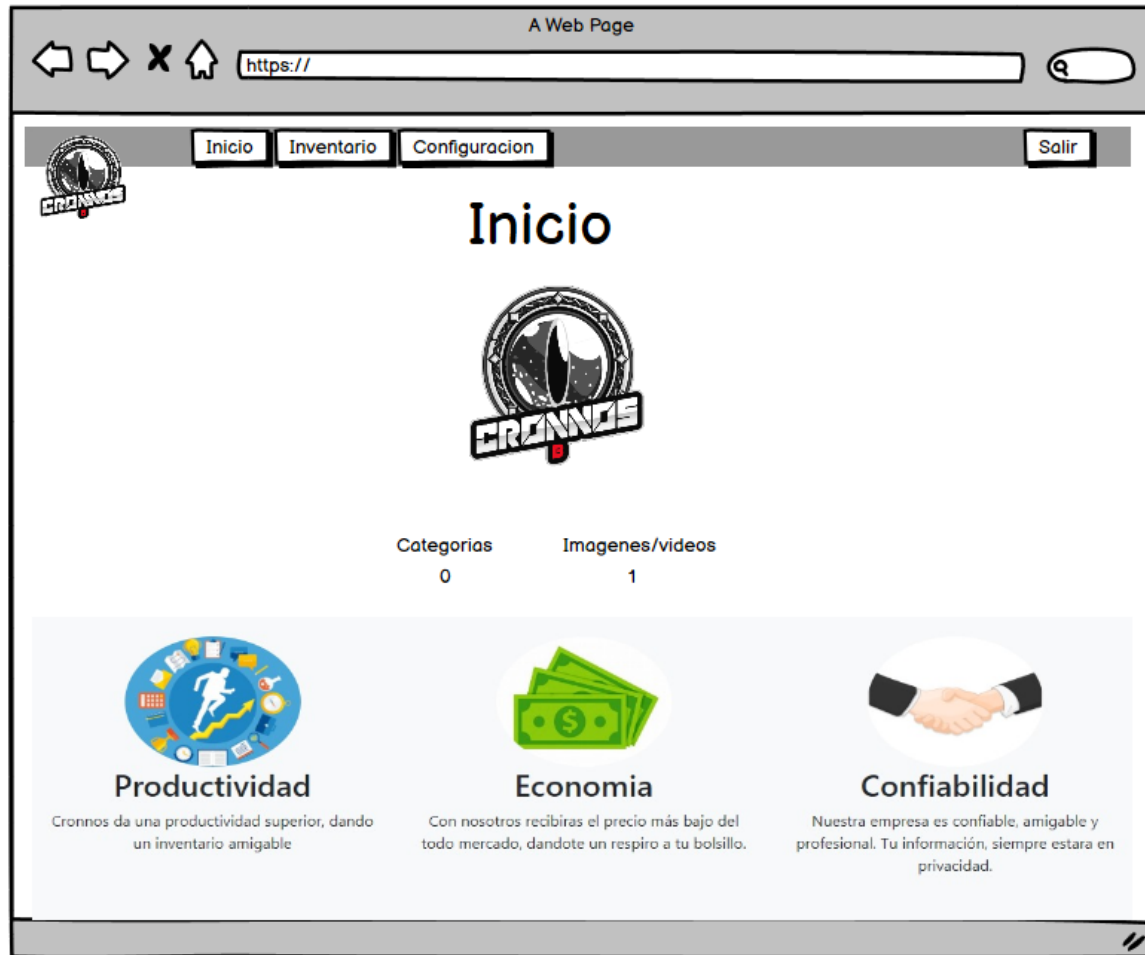 A Web Page
https://
Inicio Inventario Configuracion Salir
CRONNOS
B
Inicio
CRONNOS
B
Categorias Imagenes/videos
0 1
Productividad
Cronnos da una productividad superior, dando
un inventario amigable
Economia
Con nosotros recibiras el precio más bajo del
todo mercado, dandote un respiro a tu bolsillo.
Confiabilidad
Nuestra empresa es confiable, amigable y
profesional. Tu información, siempre estara en
privacidad.